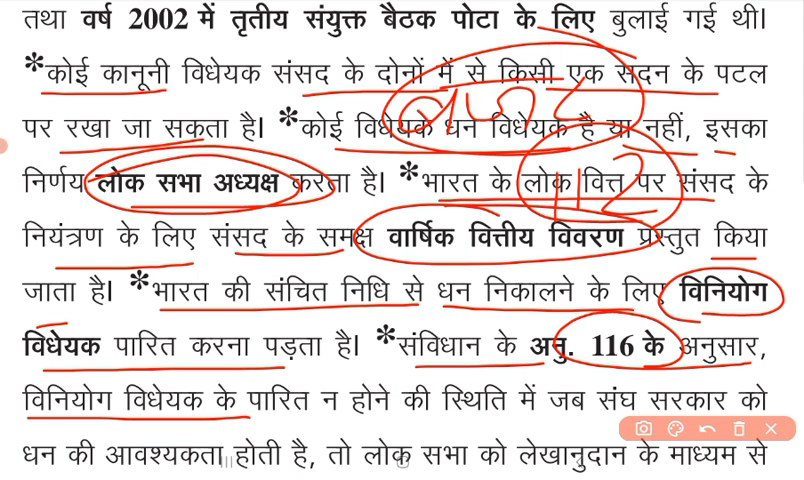 तथा वर्ष 2002 में तृतीय संयुक्त बैठक पोटा के लिए बुलाई गई थी।
*कोई कानूनी विधेयक संसद के दोनों में से किसी एक सदन के पटल
पर रखा जा सकता है। *कोई विधेयक धन विधेयक है या नहीं, इसका
निर्णय लोक सभा अध्यक्ष करता है। *भारत के लोक वित्त पर संसद के
नियंत्रण के लिए संसद के समक्ष वार्षिक वित्तीय विवरण प्रस्तुत किया
जाता है। *भारत की संचित निधि से धन निकालने के लिए विनियोग
विधेयक पारित करना पड़ता है। *संविधान के अनु. 116 के अनुसार,
विनियोग विधेयक के पारित न होने की स्थिति में जब संघ सरकार को
धन की आवश्यकता होती है, तो लोक सभा को लेखानुदान के माध्यम से
बजट
112